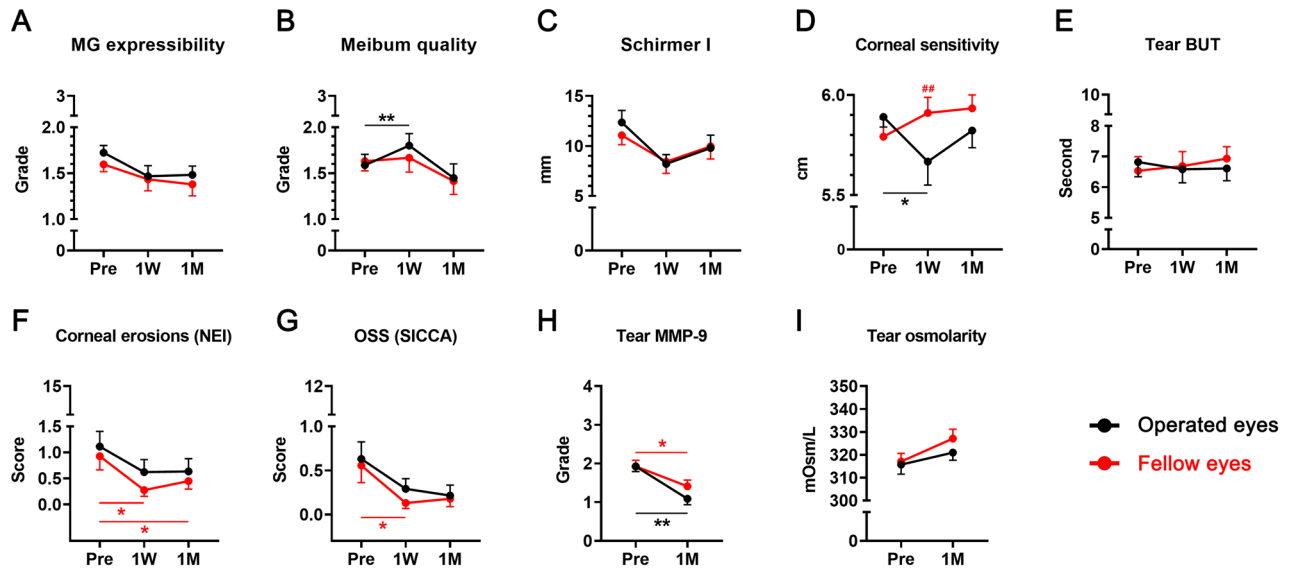 A
MG expressibility
3
2.0
1.5
1.0
0
Grade
Pre 1W 1M
B
Meibum quality
3
2.0
1.5
1.0
0
Grade
**
Pre 1W 1M
C
Schirmer I
15
10
5
0
mm
Pre 1W 1M
D
Corneal sensitivity
6.0
5.5
0
cm
##
*
Pre 1W 1M
E
Tear BUT
10
8
7
6
5
0
Second
Pre 1W 1M
F
Corneal erosions (NEI)
15
1.5
1.0
0.5
0.0
Score
*
*
Pre 1W 1M
G
OSS (SICCA)
12
1.0
0.5
0.0
Score
*
Pre 1W 1M
H
Tear MMP-9
4
3
2
1
0
Grade
*
**
Pre 1M
I
Tear osmolarity
350
340
330
320
310
300
0
mOsm/L
Pre 1M
Operated eyes
Fellow eyes